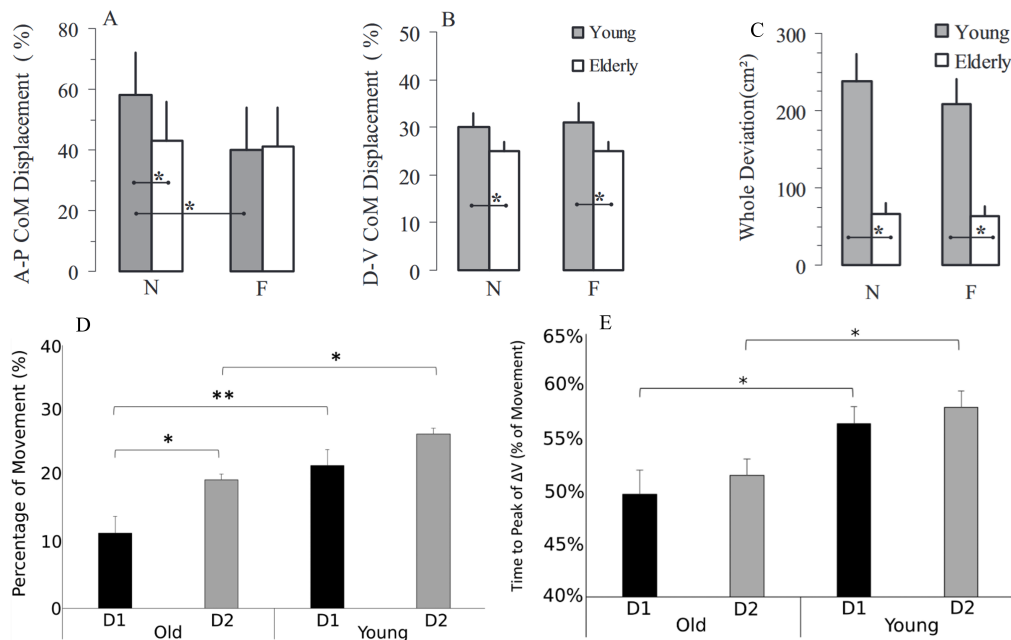 A
A-P CoM Displacement ( %)
80
60
40
20
0
*
*
N
F
B
D-V CoM Displacement ( %)
50
40
30
20
10
0
Young
Elderly
*
*
N
F
C
Whole Deviation(cm²)
300
200
100
0
Young
Elderly
*
*
N
F
D
Percentage of Movement (%)
40
30
20
10
0
*
**
*
D1
D2
D1
D2
Old
Young
E
Time to Peak of ΔV (% of Movement)
65%
60%
55%
50%
45%
40%
*
*
D1
D2
D1
D2
Old
Young